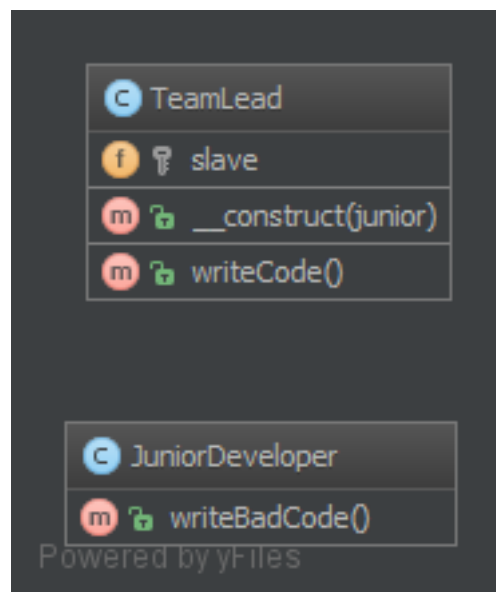 C TeamLead
f slave
m __construct(junior)
m writeCode()
C JuniorDeveloper
m writeBadCode()
Powered by yFiles